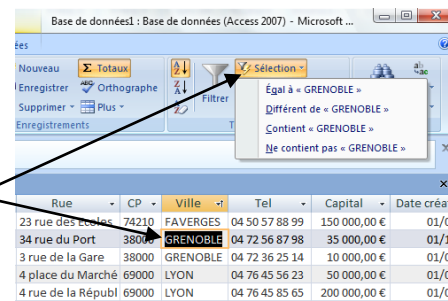 Base de données1 : Base de données (Access 2007) - Microsoft ...
ées
Nouveau Σ Totaux Sélection
Enregistrer Orthographe
Supprimer Plus Filtrer
Enregistrements T
Égal à « GRENOBLE »
Différent de « GRENOBLE »
Contient « GRENOBLE »
Ne contient pas « GRENOBLE »
Rue CP Ville Tel Capital Date créat
23 rue des Ecoles 74210 FAVERGES 04 50 57 88 99 150 000,00 € 01/0
34 rue du Port 38000 GRENOBLE 04 72 56 87 98 35 000,00 € 01/1
3 rue de la Gare 38000 GRENOBLE 04 72 36 25 14 10 000,00 € 01/0
4 place du Marché 69000 LYON 04 76 45 56 23 50 000,00 € 01/0
4 rue de la Républ 69000 LYON 04 76 45 85 65 200 000,00 € 01/0